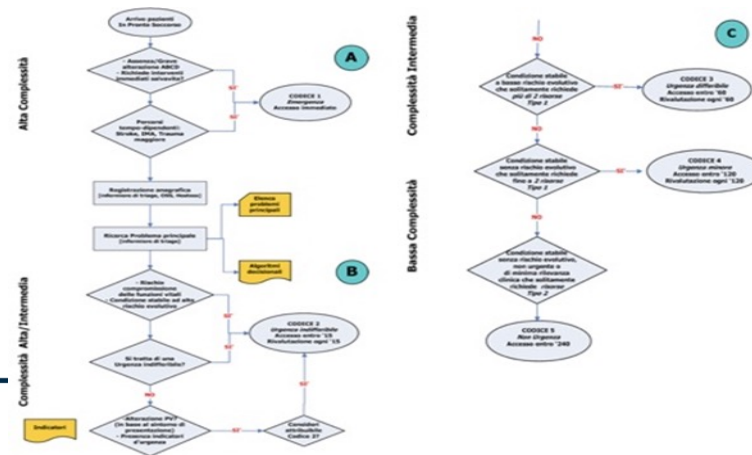 Alta Complessità
Arrivo pazienti
In Pronto Soccorso
A
- Assenza/Grave
alterazione ABCD
- Richiede interventi
immediati salvavita?
SI'
CODICE 1
Emergenza
Accesso immediato
Percorsi
tempo-dipendenti:
Stroke, IMA, Trauma
maggiore
SI'
Registrazione anagrafica
Elenco
problemi
principali
Ricerca Problema principale
(infermiere di triage)
Algoritmi
decisionali
Complessità Alta/Intermedia
B
- Rischio
compromissione
delle funzioni vitali
- Condizione stabile ad alto
rischio evolutivo
SI'
CODICE 2
Urgenza indifferibile
Accesso entro '15
Rivalutazione ogni '15
Si tratta di una
Urgenza indifferibile?
SI'
NO
SI'
Indicatori
- Alterazione PV?
(in base al sintomo di
presentazione)
- Presenza indicatori
d'urgenza
SI'
Consideri
attribuibile
Codice 2?
Complessità Intermedia
NO
C
Condizione stabile
a basso rischio evolutivo
che solitamente richiede
più di 2 risorse
Tipo 1
SI'
CODICE 3
Urgenza differibile
Accesso entro '60
Rivalutazione ogni '60
NO
Bassa Complessità
Condizione stabile
senza rischio evolutivo
che solitamente richiede
fino a 2 risorse
Tipo 1
SI'
CODICE 4
Urgenza minore
Accesso entro '120
Rivalutazione ogni '120
NO
Condizione stabile
senza rischio evolutivo,
non urgente o
di minima rilevanza
clinica che solitamente
richiede risorse
Tipo 2
CODICE 5
Non Urgenza
Accesso entro '240